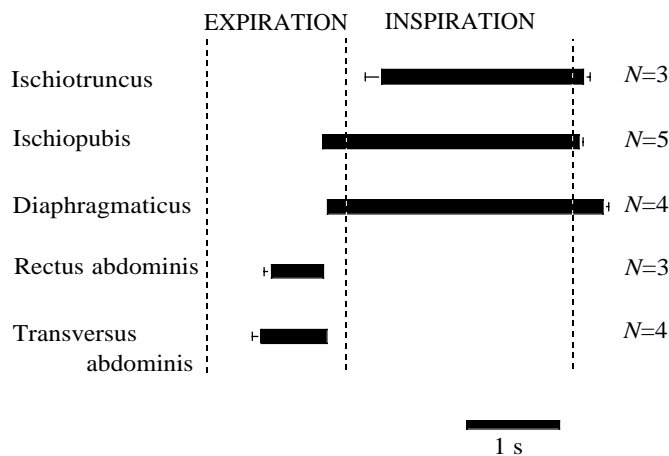 EXPIRATION INSPIRATION
Ischiotruncus N=3
Ischiopubis N=5
Diaphragmaticus N=4
Rectus abdominis N=3
Transversus N=4
abdominis
1 s